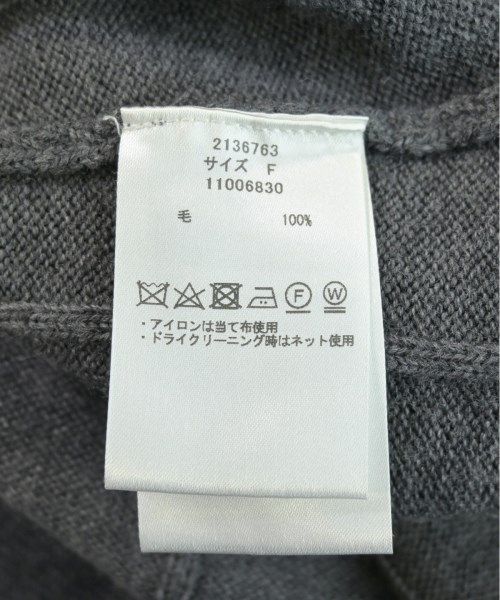 2136763
サイズ F
11006830
毛 100%
F W
・アイロンは当て布使用
・ドライクリーニング時はネット使用